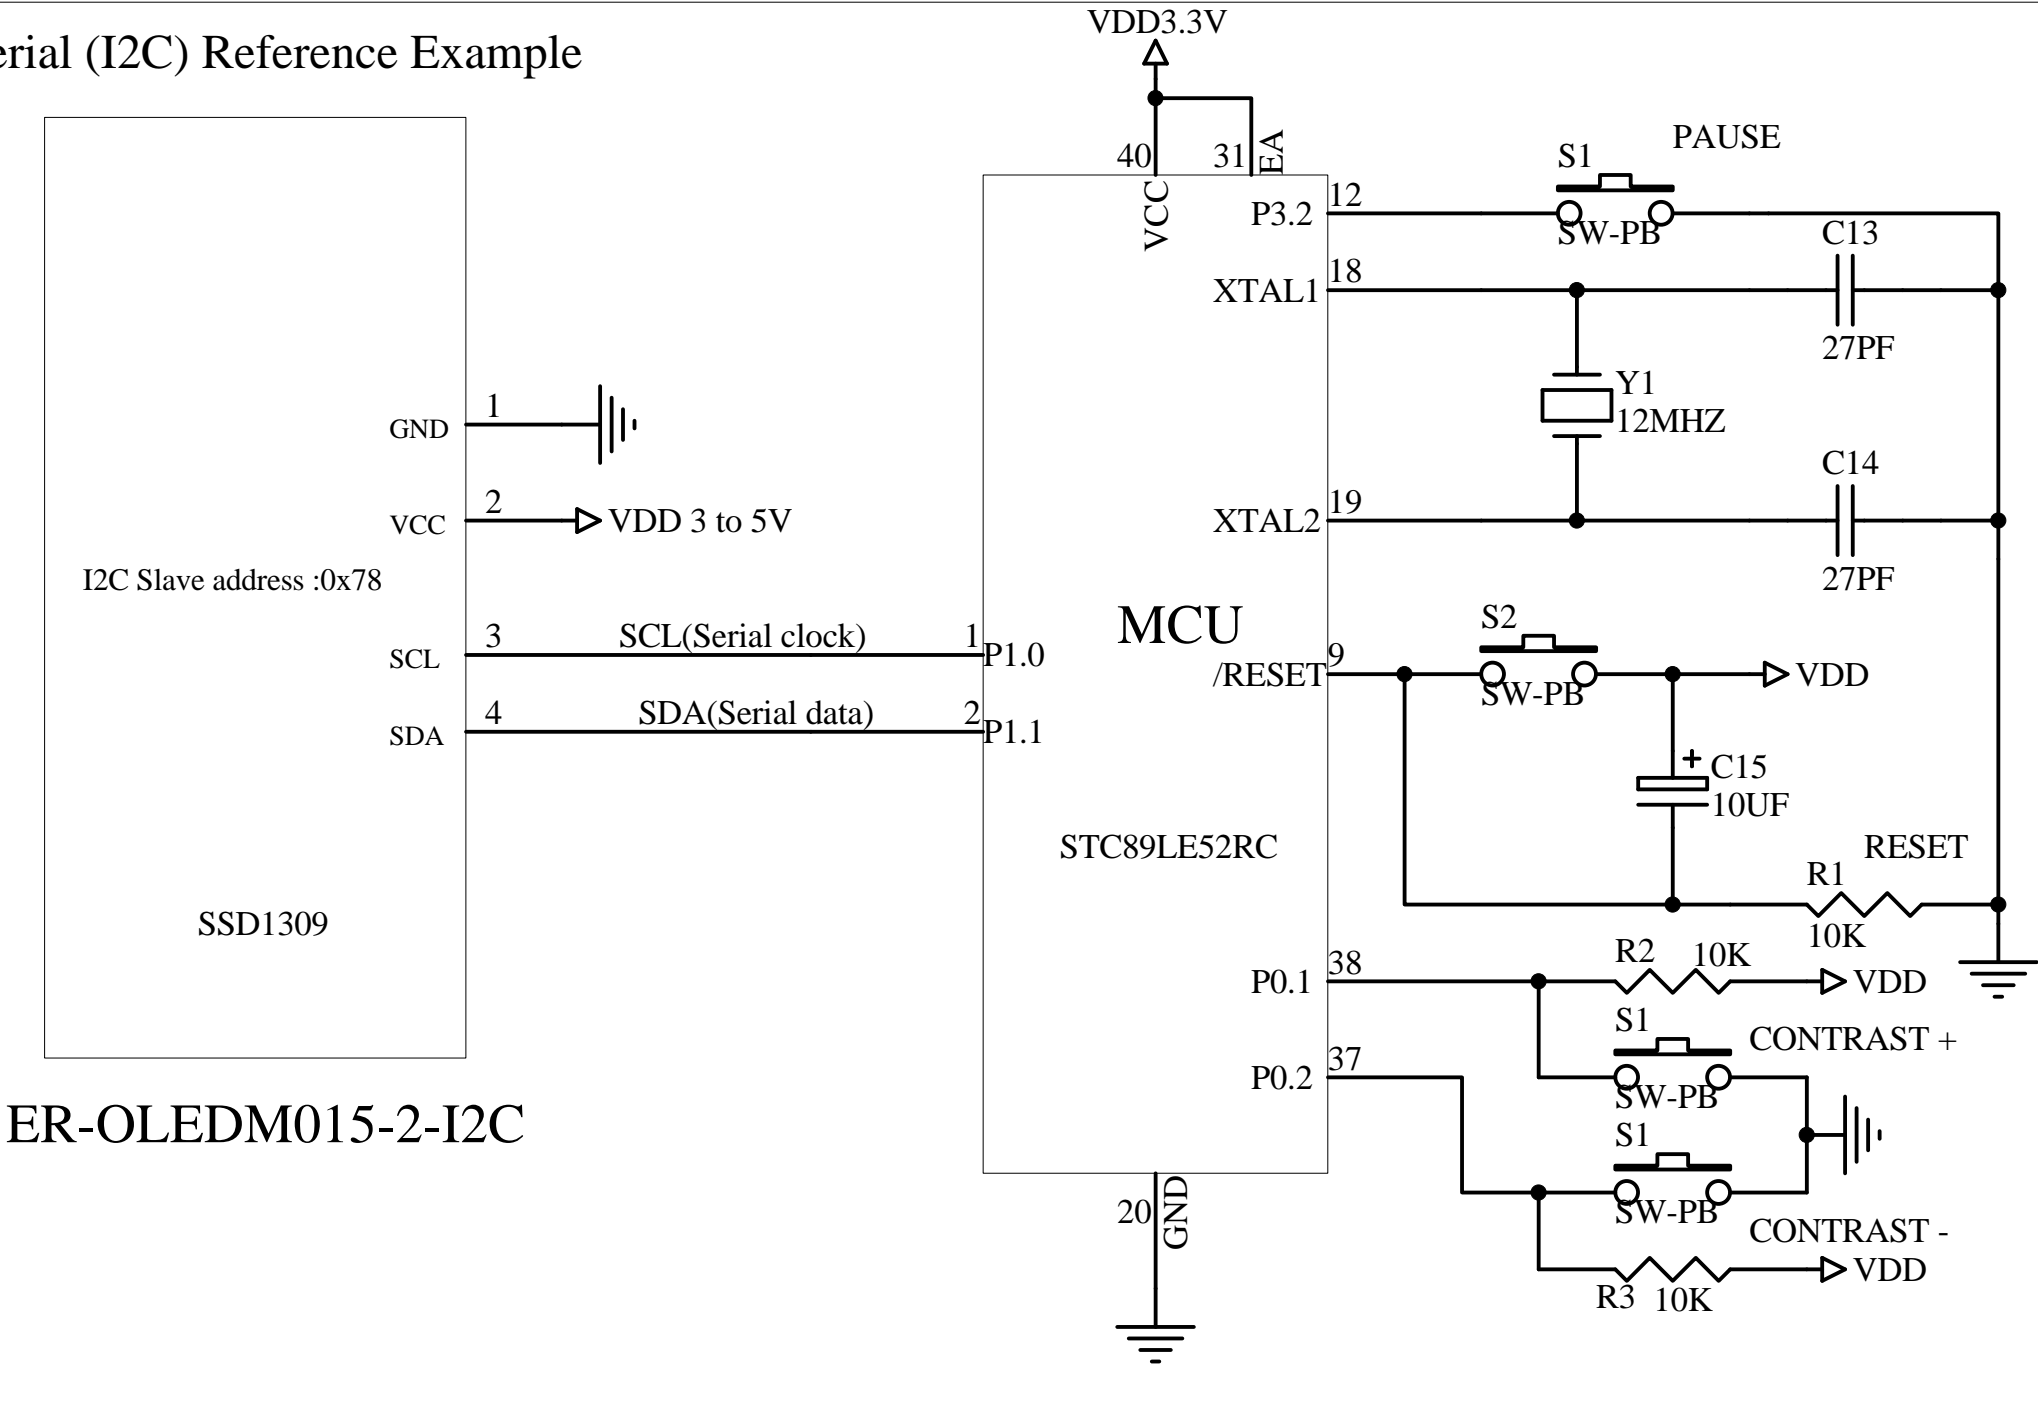 erial (I2C) Reference Example
VDD3.3V
40
31
EA
VCC
PAUSE
S1
SW-PB
P3.2
12
C13
27PF
XTAL1
18
Y1
12MHZ
C14
27PF
XTAL2
19
GND
1
VCC
2
VDD 3 to 5V
I2C Slave address :0x78
SCL
3
SCL(Serial clock)
1
P1.0
SDA
4
SDA(Serial data)
2
P1.1
MCU
S2
SW-PB
/RESET
9
VDD
+
C15
10UF
STC89LE52RC
RESET
R1
10K
SSD1309
P0.1
38
R2
10K
VDD
S1
SW-PB
CONTRAST +
P0.2
37
S1
SW-PB
CONTRAST -
VDD
R3
10K
ER-OLEDM015-2-I2C
20
GND